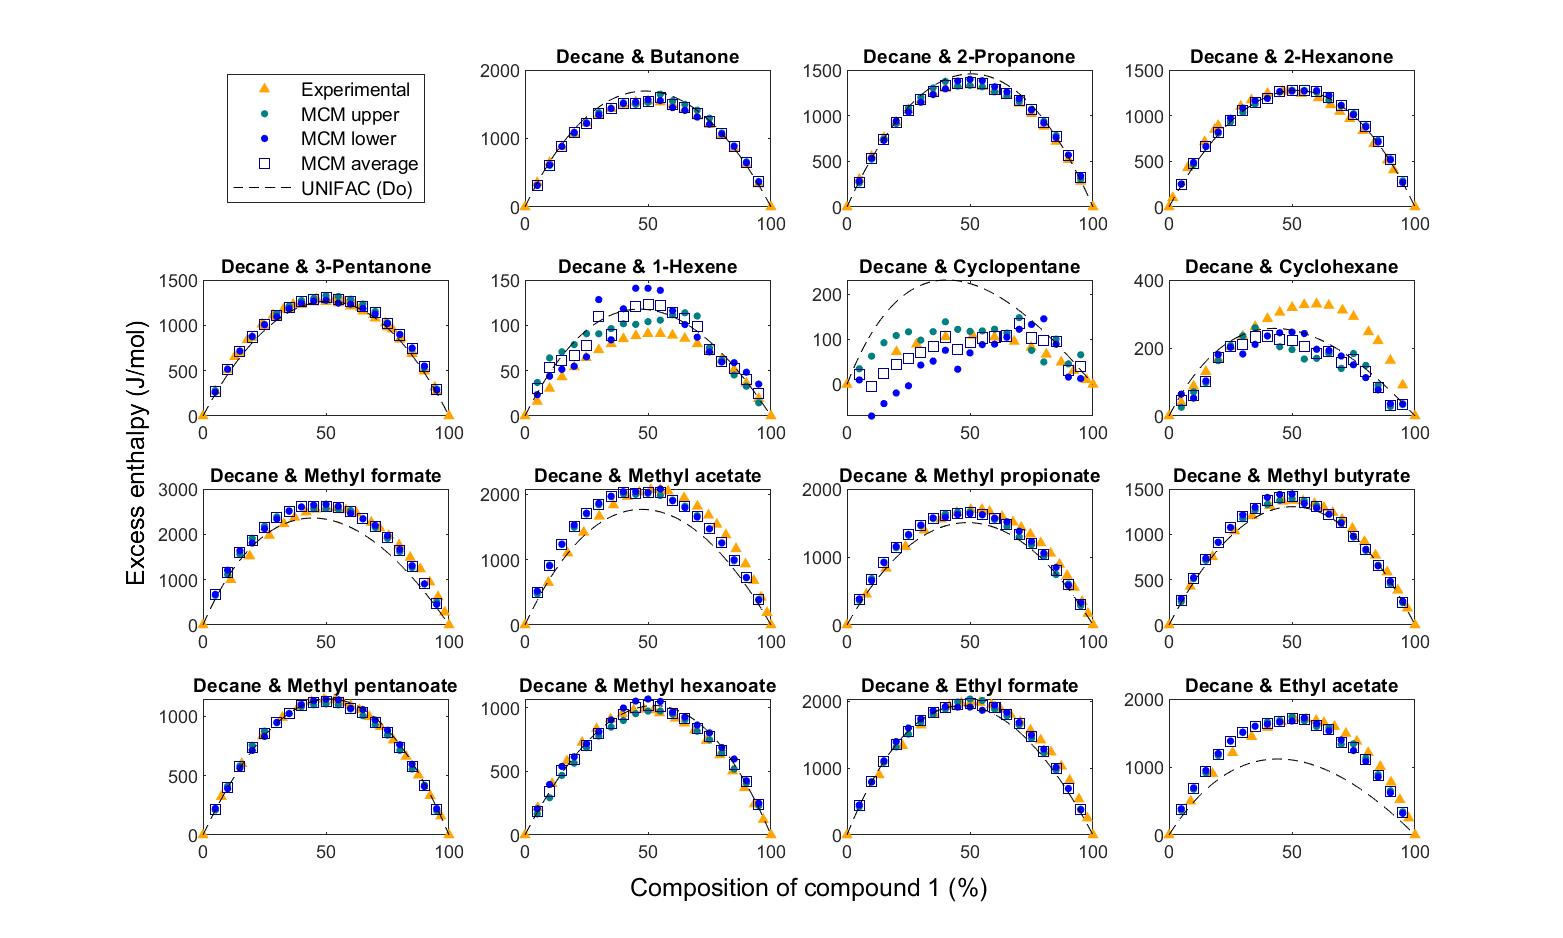 Experimental
MCM upper
MCM lower
MCM average
UNIFAC (Do)
Decane & Butanone
2000
1000
0
0 50 100
Decane & 2-Propanone
1500
1000
500
0
0 50 100
Decane & 2-Hexanone
1500
1000
500
0
0 50 100
Decane & 3-Pentanone
1500
1000
500
0
0 50 100
Decane & 1-Hexene
150
100
50
0
0 50 100
Decane & Cyclopentane
200
100
0
0 50 100
Decane & Cyclohexane
400
200
0
0 50 100
Excess enthalpy (J/mol)
Decane & Methyl formate
3000
2000
1000
0
0 50 100
Decane & Methyl acetate
2000
1000
0
0 50 100
Decane & Methyl propionate
2000
1000
0
0 50 100
Decane & Methyl butyrate
1500
1000
500
0
0 50 100
Decane & Methyl pentanoate
1000
500
0
0 50 100
Decane & Methyl hexanoate
1000
500
0
0 50 100
Decane & Ethyl formate
2000
1000
0
0 50 100
Decane & Ethyl acetate
2000
1000
0
0 50 100
Composition of compound 1 (%)